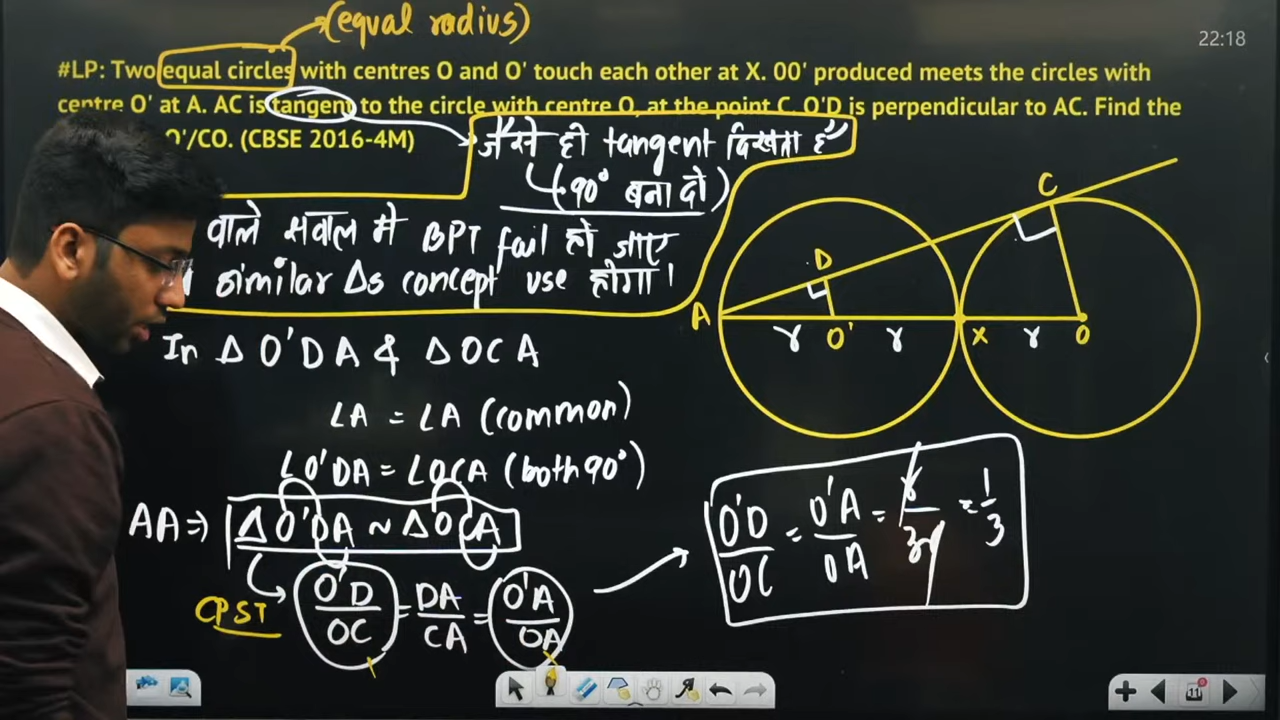 (equal radius)
22:18
#LP: Two equal circles with centres O and O' touch each other at X. OO' produced meets the circles with
centre O' at A. AC is tangent to the circle with centre O, at the point C. O'D is perpendicular to AC. Find the
O'/CO. (CBSE 2016-4M)
"जैसे ही tangent दिखता है"
(90° बना दो)
वाले सवाल में BPT fail हो जाए
similar Δs concept use होगा।
In Δ O'DA & Δ OCA
∠A = ∠A (common)
∠O'DA = ∠OCA (both 90°)
AA ⇒ Δ O'DA ~ Δ OCA
CPST O'D/OC = DA/CA = O'A/OA
O'D/OC = O'A/OA = r/3r = 1/3
C
D
A r O' r X r O
11